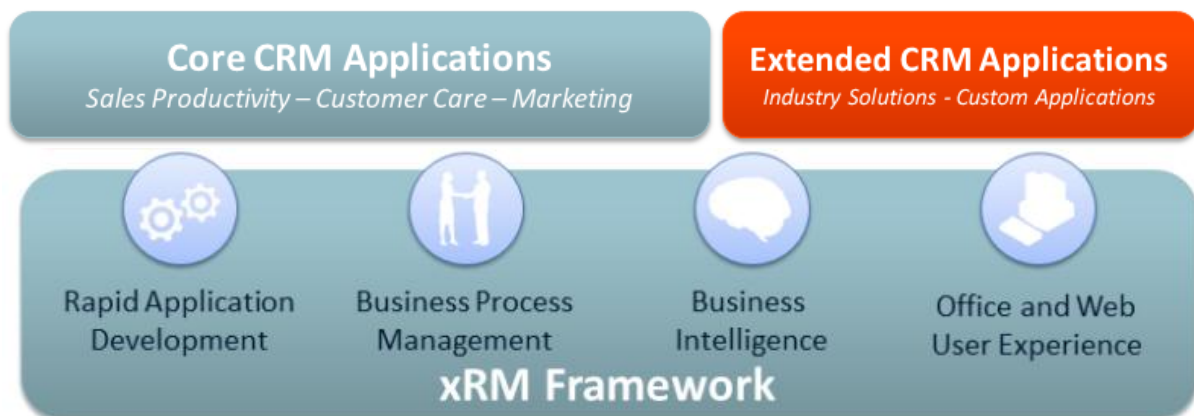 Core CRM Applications
Sales Productivity – Customer Care – Marketing
Extended CRM Applications
Industry Solutions - Custom Applications
Rapid Application
Development
Business Process
Management
Business
Intelligence
Office and Web
User Experience
xRM Framework